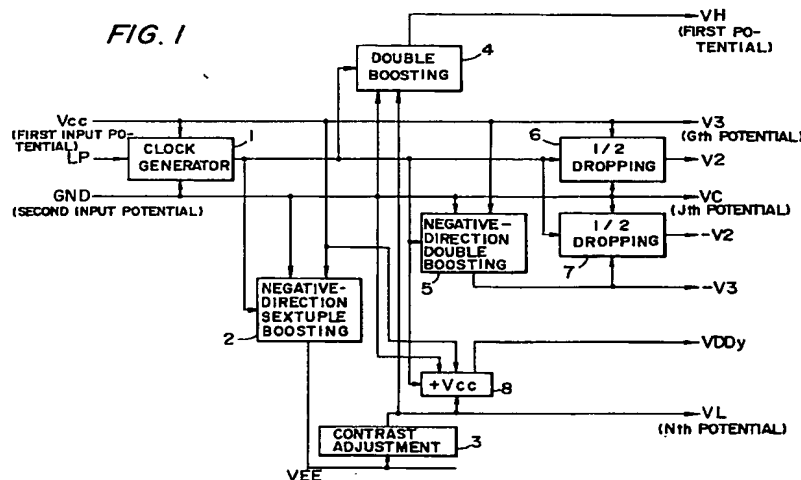 FIG. 1
VH
(FIRST PO-
TENTIAL)
4
DOUBLE
BOOSTING
Vcc
(FIRST INPUT PO-
TENTIAL)
1
V3
(Gth POTENTIAL)
LP
CLOCK
GENERATOR
6
1/2
DROPPING
V2
GND
(SECOND INPUT POTENTIAL)
VC
(Jth POTENTIAL)
NEGATIVE-
DIRECTION
DOUBLE
BOOSTING
5
1/2
DROPPING
7
-V2
-V3
NEGATIVE-
DIRECTION
SEXTUPLE
BOOSTING
2
VDDy
+Vcc
8
VL
(Nth POTENTIAL)
CONTRAST
ADJUSTMENT
3
VEE